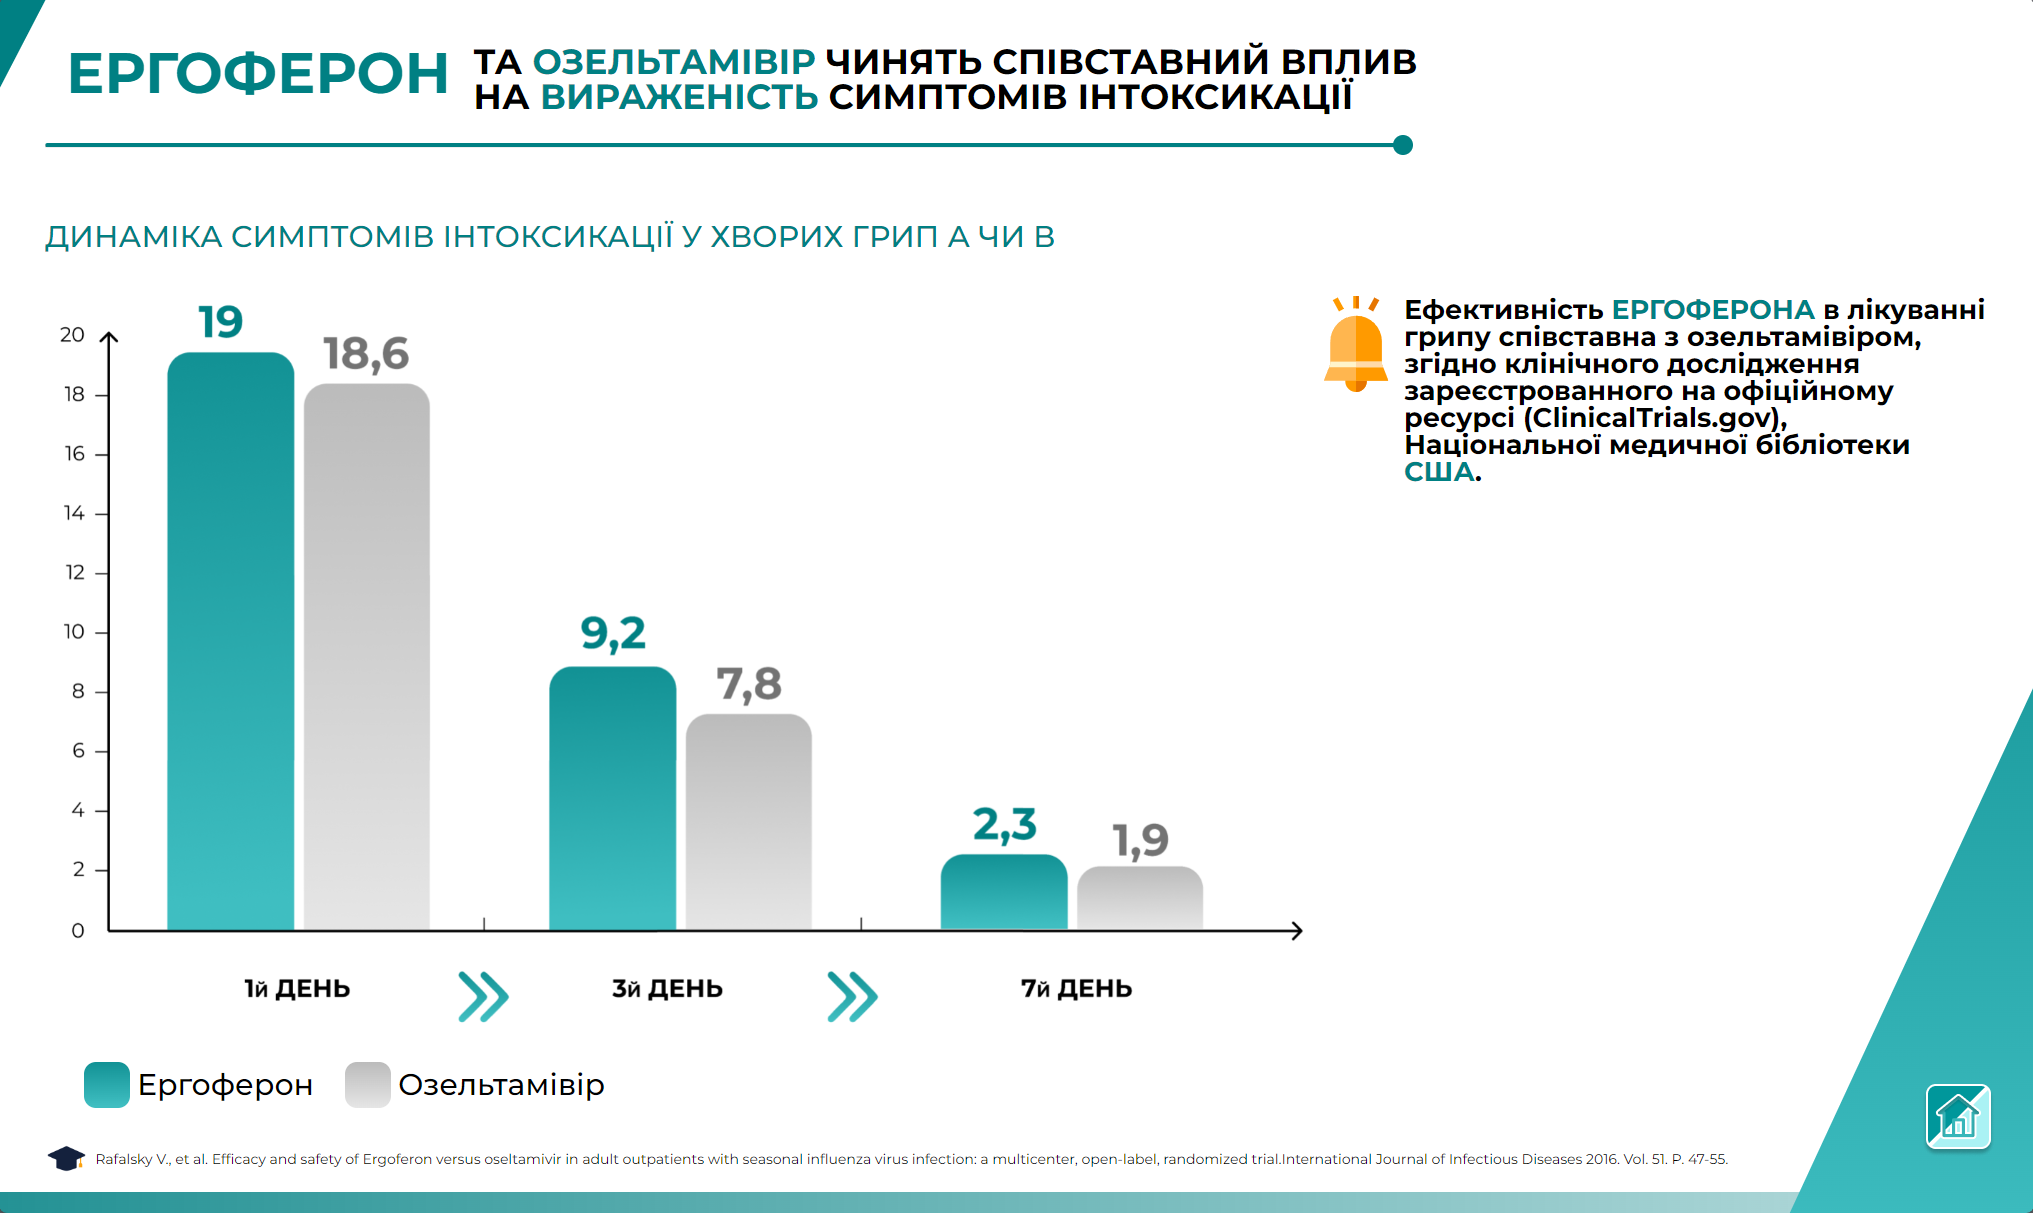 ЕРГОФЕРОН
ТА ОЗЕЛЬТАМІВІР ЧИНЯТЬ СПІВСТАВНИЙ ВПЛИВ
НА ВИРАЖЕНІСТЬ СИМПТОМІВ ІНТОКСИКАЦІЇ
ДИНАМІКА СИМПТОМІВ ІНТОКСИКАЦІЇ У ХВОРИХ ГРИП А ЧИ В
20
18
16
14
12
10
8
6
4
2
0
19
18,6
9,2
7,8
2,3
1,9
1й ДЕНЬ
3й ДЕНЬ
7й ДЕНЬ
Ергоферон
Озельтамівір
Ефективність ЕРГОФЕРОНА в лікуванні
грипу співставна з озельтамівіром,
згідно клінічного дослідження
зареєстрованного на офіційному
ресурсі (ClinicalTrials.gov),
Національної медичної бібліотеки
США.
Rafalsky V., et al. Efficacy and safety of Ergoferon versus oseltamivir in adult outpatients with seasonal influenza virus infection: a multicenter, open-label, randomized trial.International Journal of Infectious Diseases 2016. Vol. 51. P. 47-55.